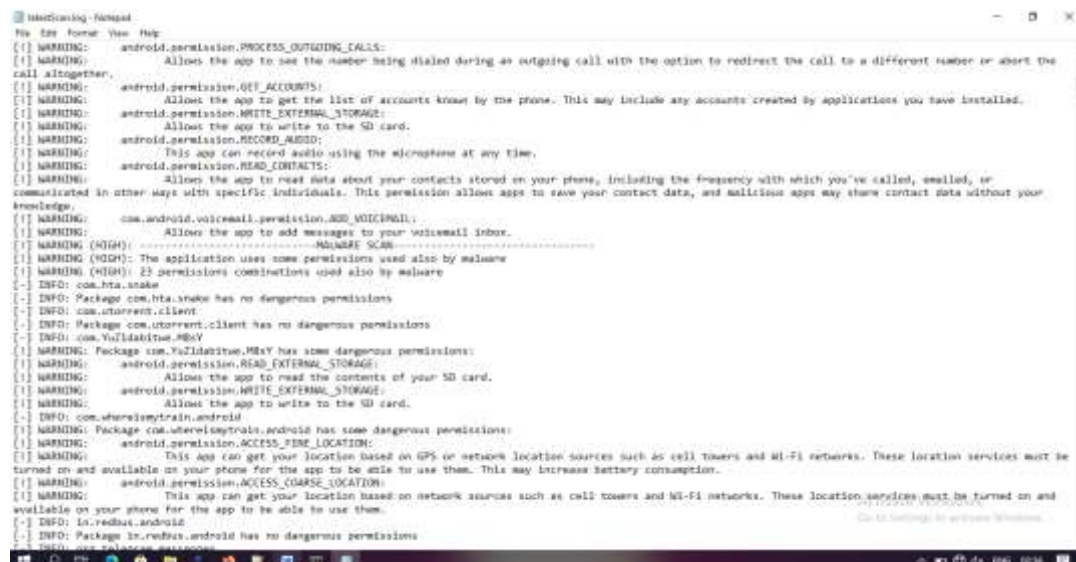 latestScan.log - Notepad
File Edit Format View Help
[!] WARNING: android.permission.PROCESS_OUTGOING_CALLS:
[!] WARNING: Allows the app to see the number being dialed during an outgoing call with the option to redirect the call to a different number or abort the
call altogether.
[!] WARNING: android.permission.GET_ACCOUNTS:
[!] WARNING: Allows the app to get the list of accounts known by the phone. This may include any accounts created by applications you have installed.
[!] WARNING: android.permission.WRITE_EXTERNAL_STORAGE:
[!] WARNING: Allows the app to write to the SD card.
[!] WARNING: android.permission.RECORD_AUDIO:
[!] WARNING: This app can record audio using the microphone at any time.
[!] WARNING: android.permission.READ_CONTACTS:
[!] WARNING: Allows the app to read data about your contacts stored on your phone, including the frequency with which you've called, emailed, or
communicated in other ways with specific individuals. This permission allows apps to save your contact data, and malicious apps may share contact data without your
knowledge.
[!] WARNING: com.android.voicemail.permission.ADD_VOICEMAIL:
[!] WARNING: Allows the app to add messages to your voicemail inbox.
[!] WARNING (HIGH): ------------------------------MALWARE SCAN----------------------------------
[!] WARNING (HIGH): The application uses some permissions used also by malware
[!] WARNING (HIGH): 23 permissions combinations used also by malware
[-] INFO: com.hta.snake
[-] INFO: Package com.hta.snake has no dangerous permissions
[-] INFO: com.utorrent.client
[-] INFO: Package com.utorrent.client has no dangerous permissions
[-] INFO:
[!] WARNING: Package has some dangerous permissions:
[!] WARNING: android.permission.READ_EXTERNAL_STORAGE:
[!] WARNING: Allows the app to read the contents of your SD card.
[!] WARNING: android.permission.WRITE_EXTERNAL_STORAGE:
[!] WARNING: Allows the app to write to the SD card.
[-] INFO: com.whereismytrain.android
[!] WARNING: Package com.whereismytrain.android has some dangerous permissions:
[!] WARNING: android.permission.ACCESS_FINE_LOCATION:
[!] WARNING: This app can get your location based on GPS or network location sources such as cell towers and Wi-Fi networks. These location services must be
turned on and available on your phone for the app to be able to use them. This may increase battery consumption.
[!] WARNING: android.permission.ACCESS_COARSE_LOCATION:
[!] WARNING: This app can get your location based on network sources such as cell towers and Wi-Fi networks. These location services must be turned on and
available on your phone for the app to be able to use them.
[-] INFO: in.redbus.android
Go to Settings to activate Windows.
[-] INFO: Package in.redbus.android has no dangerous permissions
[-] INFO: org.telegram.messenger
ENG